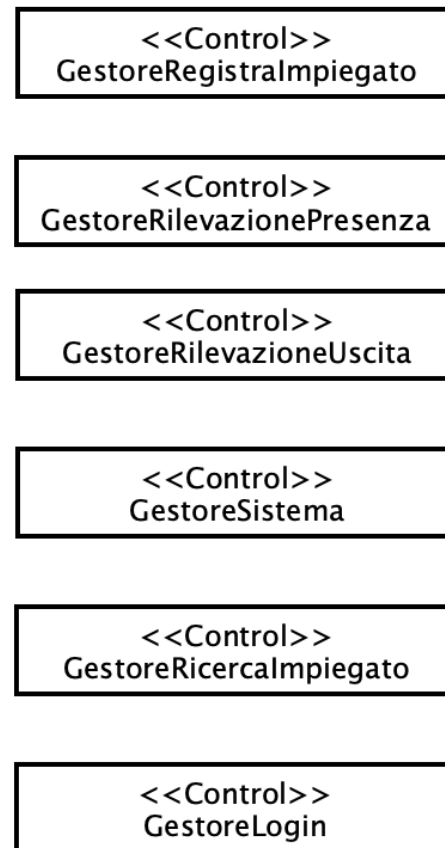 <<Control>>
GestoreRegistraImpiegato
<<Control>>
GestoreRilevazionePresenza
<<Control>>
GestoreRilevazioneUscita
<<Control>>
GestoreSistema
<<Control>>
GestoreRicercaImpiegato
<<Control>>
GestoreLogin